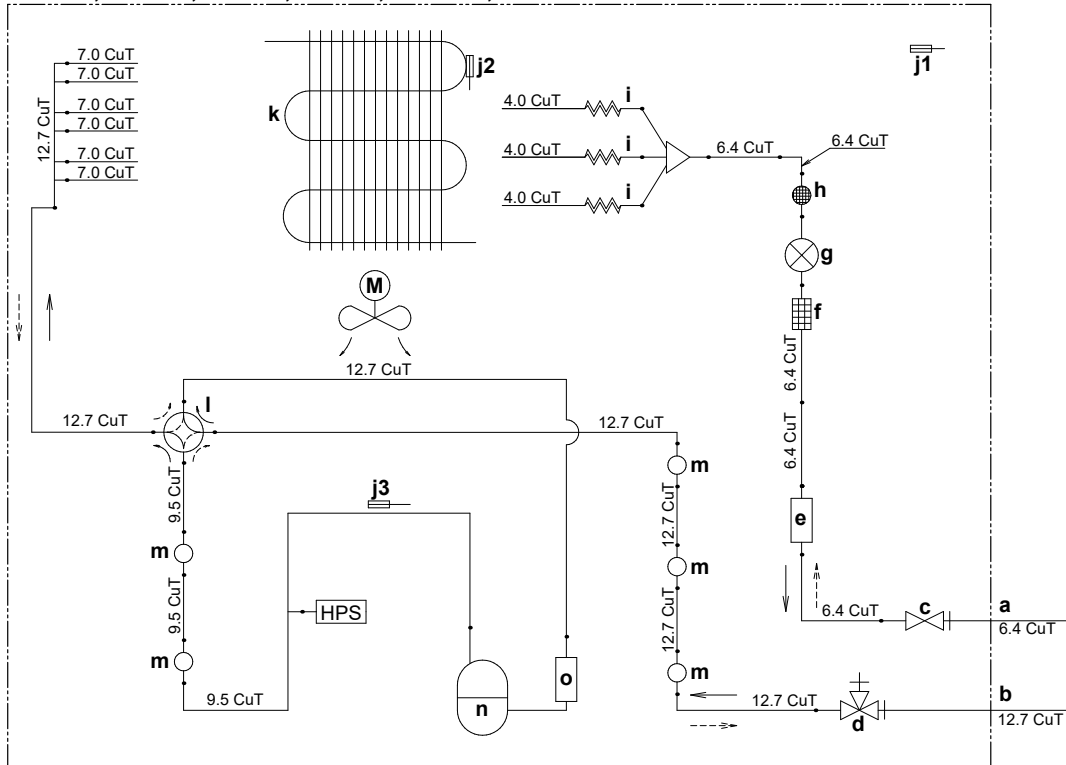 7.0 CuT
7.0 CuT
7.0 CuT
7.0 CuT
7.0 CuT
7.0 CuT
12.7 CuT
k
j2
j1
4.0 CuT
i
4.0 CuT
i
4.0 CuT
i
6.4 CuT
6.4 CuT
h
g
f
M
12.7 CuT
6.4 CuT
12.7 CuT
l
12.7 CuT
6.4 CuT
9.5 CuT
j3
m
12.7 CuT
e
m
m
9.5 CuT
HPS
6.4 CuT
c
a
6.4 CuT
m
12.7 CuT
m
9.5 CuT
n
o
12.7 CuT
d
b
12.7 CuT